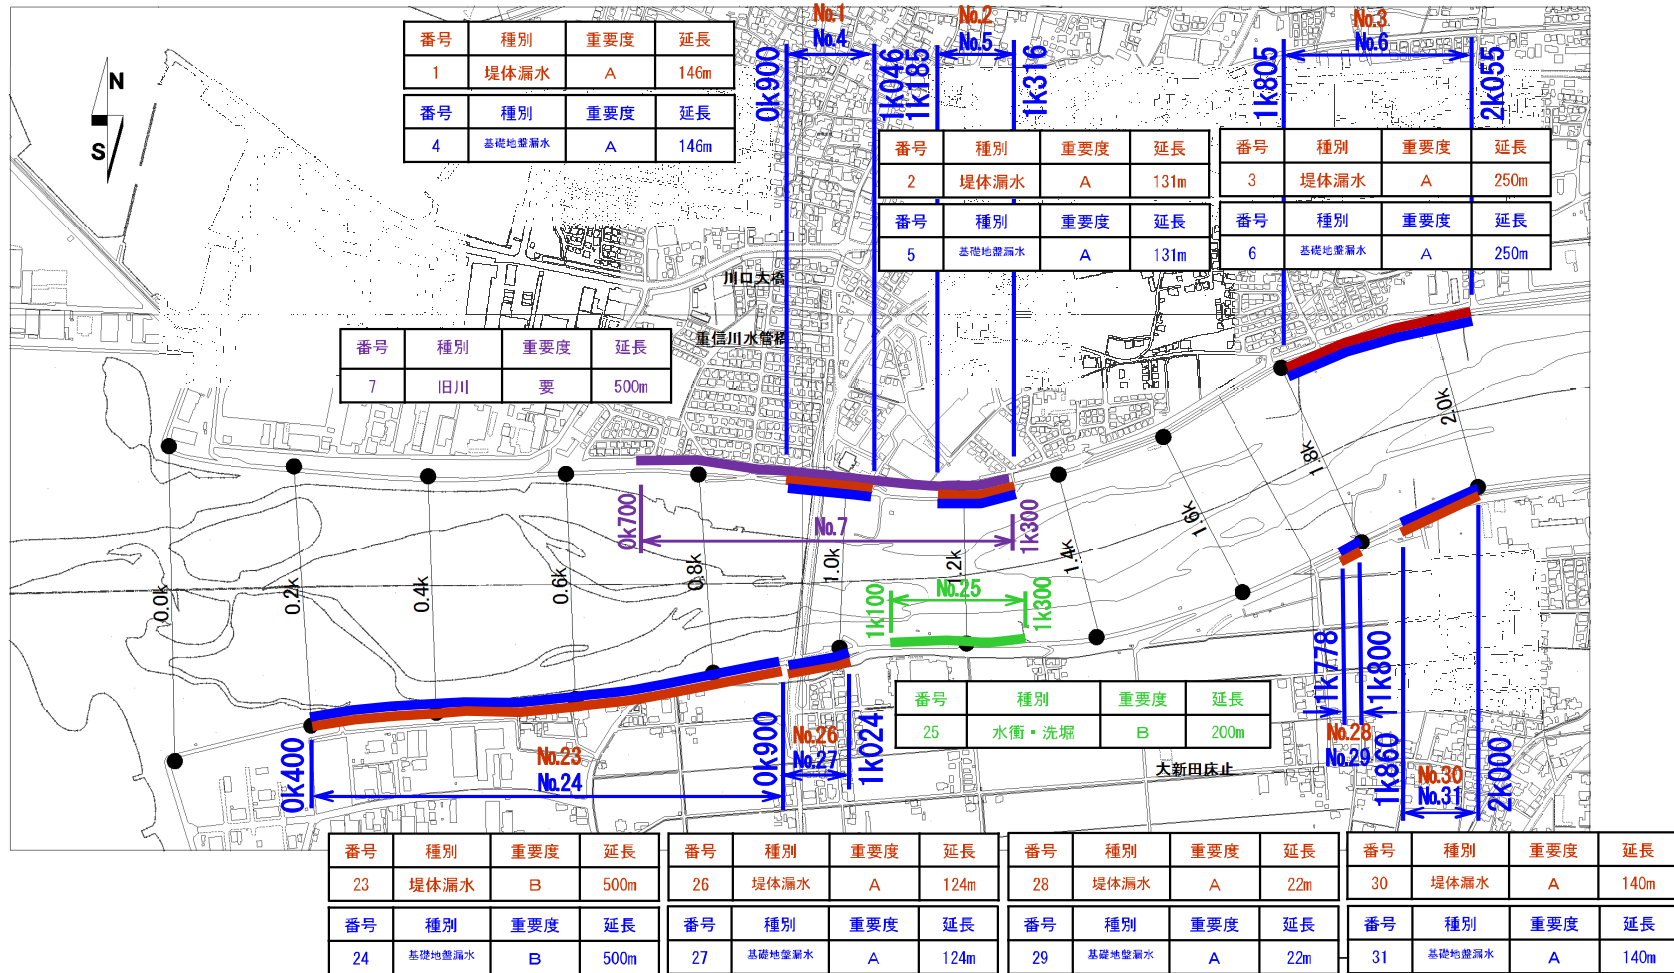 No.1
No.4
No.2
No.5
No.3
No.6
0k900
1k046
1k185
1k316
1k805
2k055
N
S
番号 種別 重要度 延長
1 堤体漏水 A 146m
番号 種別 重要度 延長
4 基礎地盤漏水 A 146m
番号 種別 重要度 延長
2 堤体漏水 A 131m
番号 種別 重要度 延長
5 基礎地盤漏水 A 131m
番号 種別 重要度 延長
3 堤体漏水 A 250m
番号 種別 重要度 延長
6 基礎地盤漏水 A 250m
川口大橋
重信川水管橋
番号 種別 重要度 延長
7 旧川 要 500m
0k700
No.7
1k300
0.0k
0.2k
0.4k
0.6k
0.8k
1.0k
1.2k
1.4k
1.6k
1.8k
2.0k
1k100
No.25
1k300
番号 種別 重要度 延長
25 水衝・洗堀 B 200m
大新田床止
0k400
No.23
No.24
0k900
No.26
No.27
1k024
1k778
1k800
No.28
No.29
1k860
No.30
No.31
2k000
番号 種別 重要度 延長
23 堤体漏水 B 500m
番号 種別 重要度 延長
24 基礎地盤漏水 B 500m
番号 種別 重要度 延長
26 堤体漏水 A 124m
番号 種別 重要度 延長
27 基礎地盤漏水 A 124m
番号 種別 重要度 延長
28 堤体漏水 A 22m
番号 種別 重要度 延長
29 基礎地盤漏水 A 22m
番号 種別 重要度 延長
30 堤体漏水 A 140m
番号 種別 重要度 延長
31 基礎地盤漏水 A 140m